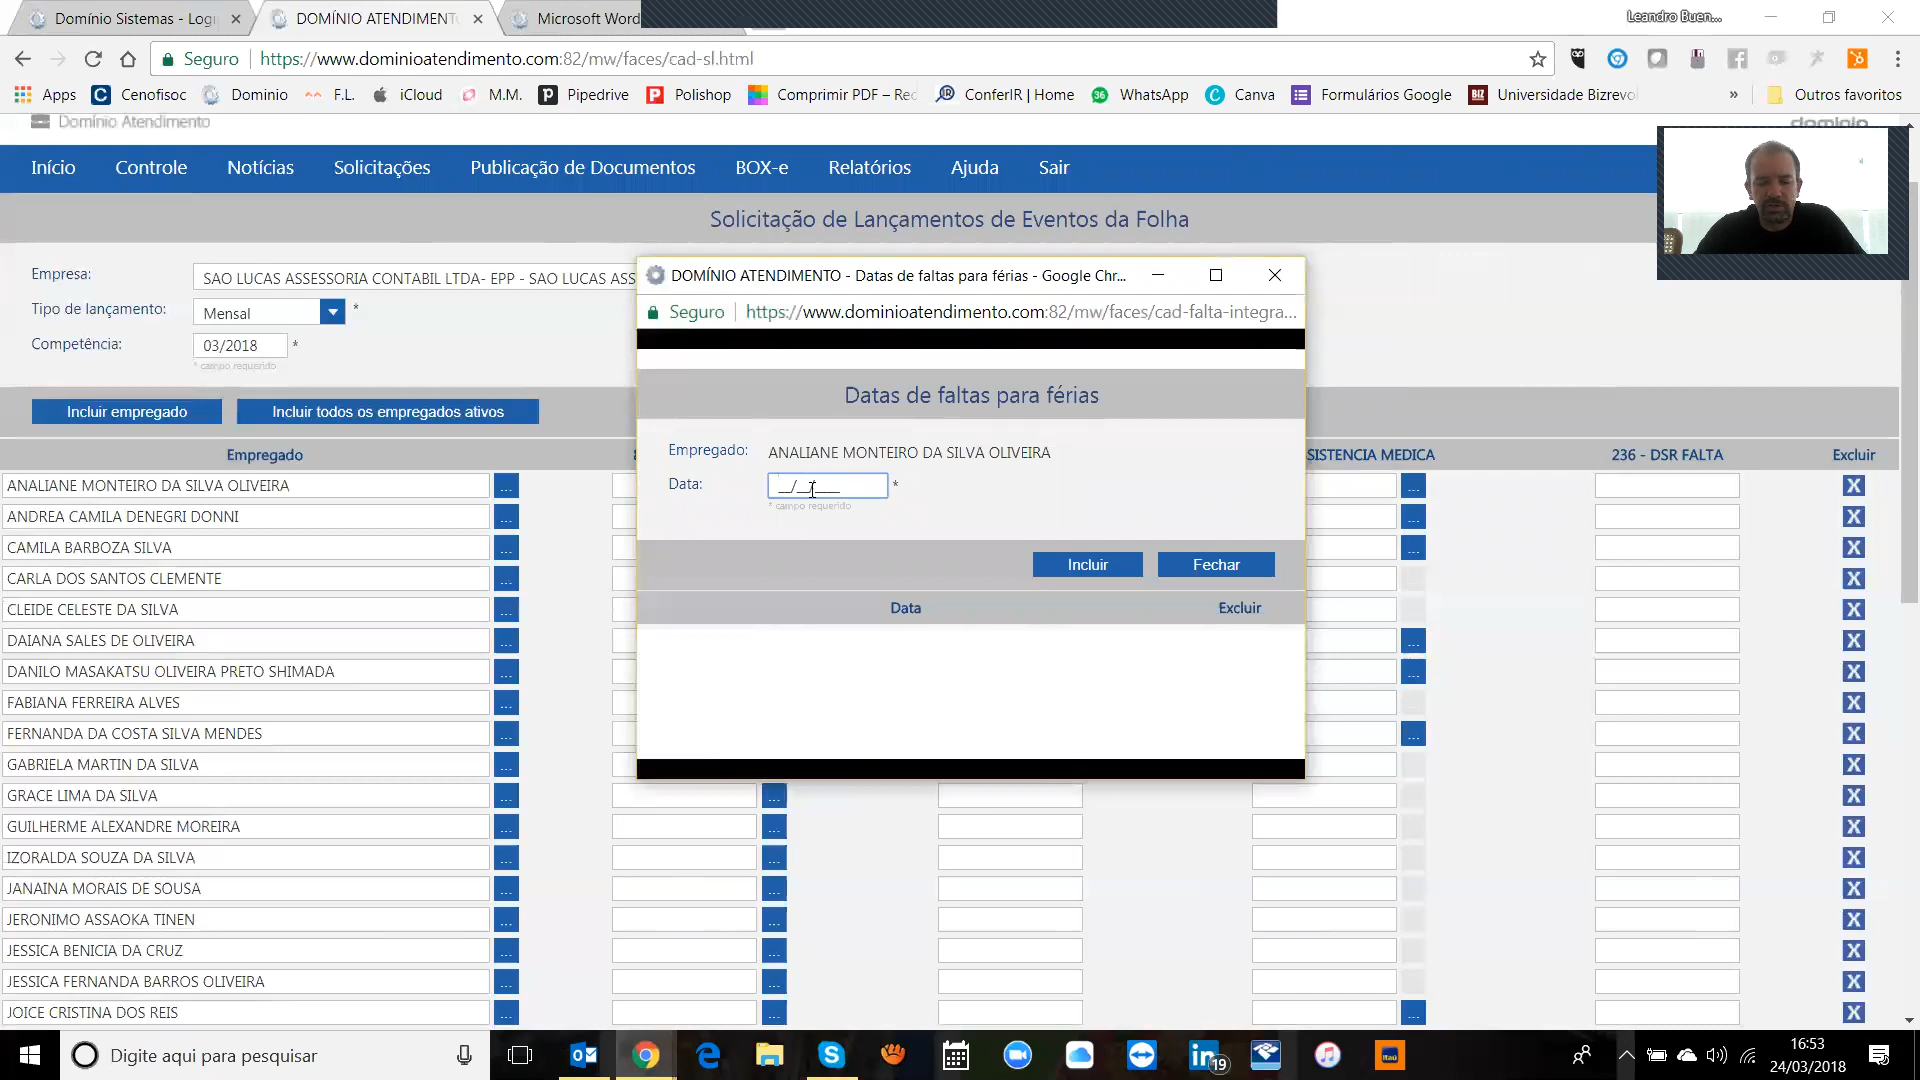 Domínio Sistemas - Logi
DOMÍNIO ATENDIMENTO
Microsoft Word
Leandro Buen...
Seguro
https://www.dominioatendimento.com:82/mw/faces/cad-sl.html
Apps
Cenofisoc
Dominio
F.L.
iCloud
M.M.
Pipedrive
Polishop
Comprimir PDF – Red
ConferIR | Home
WhatsApp
Canva
Formulários Google
Universidade Bizrevol
»
Outros favoritos
Domínio Atendimento
domínio
Início
Controle
Notícias
Solicitações
Publicação de Documentos
BOX-e
Relatórios
Ajuda
Sair
Solicitação de Lançamentos de Eventos da Folha
Empresa:
SAO LUCAS ASSESSORIA CONTABIL LTDA- EPP - SAO LUCAS ASS
Tipo de lançamento:
Mensal
*
Competência:
03/2018
*
* campo requerido
Incluir empregado
Incluir todos os empregados ativos
Empregado
SISTENCIA MEDICA
236 - DSR FALTA
Excluir
ANALIANE MONTEIRO DA SILVA OLIVEIRA
ANDREA CAMILA DENEGRI DONNI
CAMILA BARBOZA SILVA
CARLA DOS SANTOS CLEMENTE
CLEIDE CELESTE DA SILVA
DAIANA SALES DE OLIVEIRA
DANILO MASAKATSU OLIVEIRA PRETO SHIMADA
FABIANA FERREIRA ALVES
FERNANDA DA COSTA SILVA MENDES
GABRIELA MARTIN DA SILVA
GRACE LIMA DA SILVA
GUILHERME ALEXANDRE MOREIRA
IZORALDA SOUZA DA SILVA
JANAINA MORAIS DE SOUSA
JERONIMO ASSAOKA TINEN
JESSICA BENICIA DA CRUZ
JESSICA FERNANDA BARROS OLIVEIRA
JOICE CRISTINA DOS REIS
DOMÍNIO ATENDIMENTO - Datas de faltas para férias - Google Chr...
Seguro
https://www.dominioatendimento.com:82/mw/faces/cad-falta-integra...
Datas de faltas para férias
Empregado:
ANALIANE MONTEIRO DA SILVA OLIVEIRA
Data:
__/__/____
*
* campo requerido
Incluir
Fechar
Data
Excluir
Digite aqui para pesquisar
19
16:53
24/03/2018